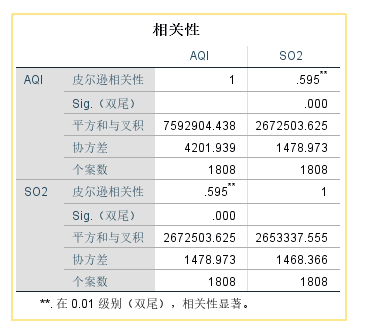 相关性
AQI SO2
AQI 皮尔逊相关性 1 .595**
Sig.（双尾） .000
平方和与叉积 7592904.438 2672503.625
协方差 4201.939 1478.973
个案数 1808 1808
SO2 皮尔逊相关性 .595** 1
Sig.（双尾） .000
平方和与叉积 2672503.625 2653337.555
协方差 1478.973 1468.366
个案数 1808 1808
**. 在 0.01 级别（双尾），相关性显著。